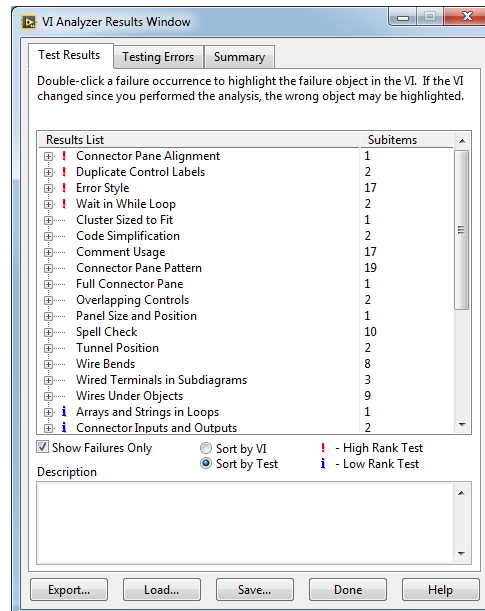 VI Analyzer Results Window
Test Results Testing Errors Summary
Double-click a failure occurrence to highlight the failure object in the VI. If the VI
changed since you performed the analysis, the wrong object may be highlighted.
Results List Subitems
! Connector Pane Alignment 1
! Duplicate Control Labels 2
! Error Style 17
! Wait in While Loop 2
Cluster Sized to Fit 1
Code Simplification 2
Comment Usage 17
Connector Pane Pattern 19
Full Connector Pane 1
Overlapping Controls 2
Panel Size and Position 1
Spell Check 10
Tunnel Position 2
Wire Bends 8
Wired Terminals in Subdiagrams 3
Wires Under Objects 9
i Arrays and Strings in Loops 1
i Connector Inputs and Outputs 2
Show Failures Only Sort by VI ! - High Rank Test
Sort by Test i - Low Rank Test
Description
Export... Load... Save... Done Help